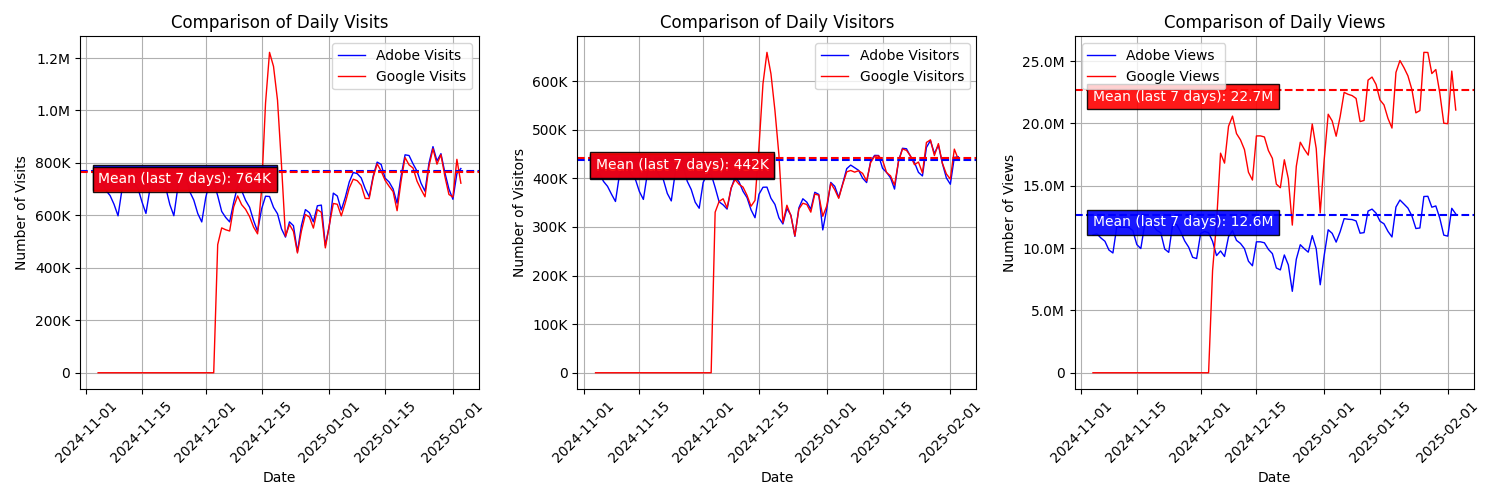 Comparison of Daily Visits
Adobe Visits
Google Visits
Mean (last 7 days): 764K
1.2M
1.0M
800K
600K
400K
200K
0
Number of Visits
2024-11-01
2024-11-15
2024-12-01
2024-12-15
2025-01-01
2025-01-15
2025-02-01
Date
Comparison of Daily Visitors
Adobe Visitors
Google Visitors
Mean (last 7 days): 442K
600K
500K
400K
300K
200K
100K
0
Number of Visitors
2024-11-01
2024-11-15
2024-12-01
2024-12-15
2025-01-01
2025-01-15
2025-02-01
Date
Comparison of Daily Views
Adobe Views
Google Views
Mean (last 7 days): 22.7M
Mean (last 7 days): 12.6M
25.0M
20.0M
15.0M
10.0M
5.0M
0
Number of Views
2024-11-01
2024-11-15
2024-12-01
2024-12-15
2025-01-01
2025-01-15
2025-02-01
Date